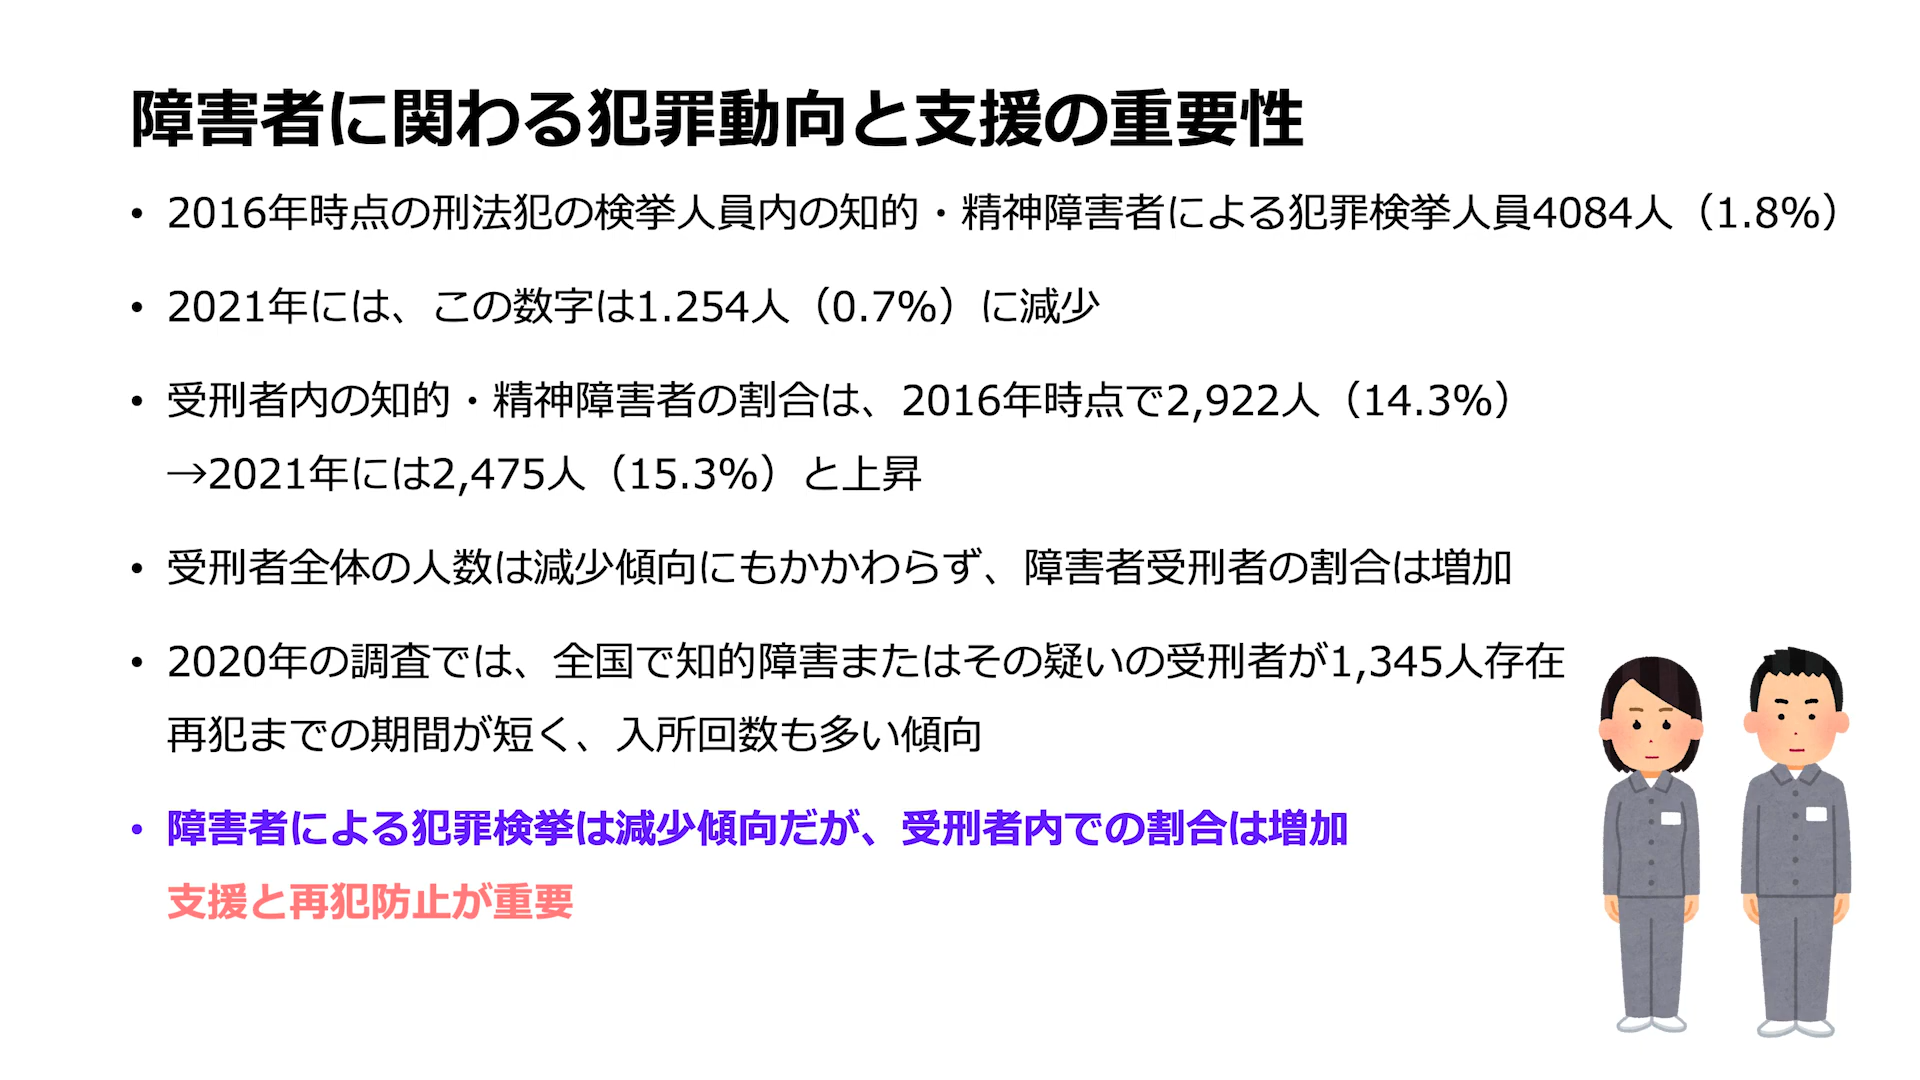 障害者に関わる犯罪動向と支援の重要性
• 2016年時点の刑法犯の検挙人員内の知的・精神障害者による犯罪検挙人員4084人（1.8%）
• 2021年には、この数字は1.254人（0.7%）に減少
• 受刑者内の知的・精神障害者の割合は、2016年時点で2,922人（14.3%）
→2021年には2,475人（15.3%）と上昇
• 受刑者全体の人数は減少傾向にもかかわらず、障害者受刑者の割合は増加
• 2020年の調査では、全国で知的障害またはその疑いの受刑者が1,345人存在
再犯までの期間が短く、入所回数も多い傾向
• 障害者による犯罪検挙は減少傾向だが、受刑者内での割合は増加
支援と再犯防止が重要